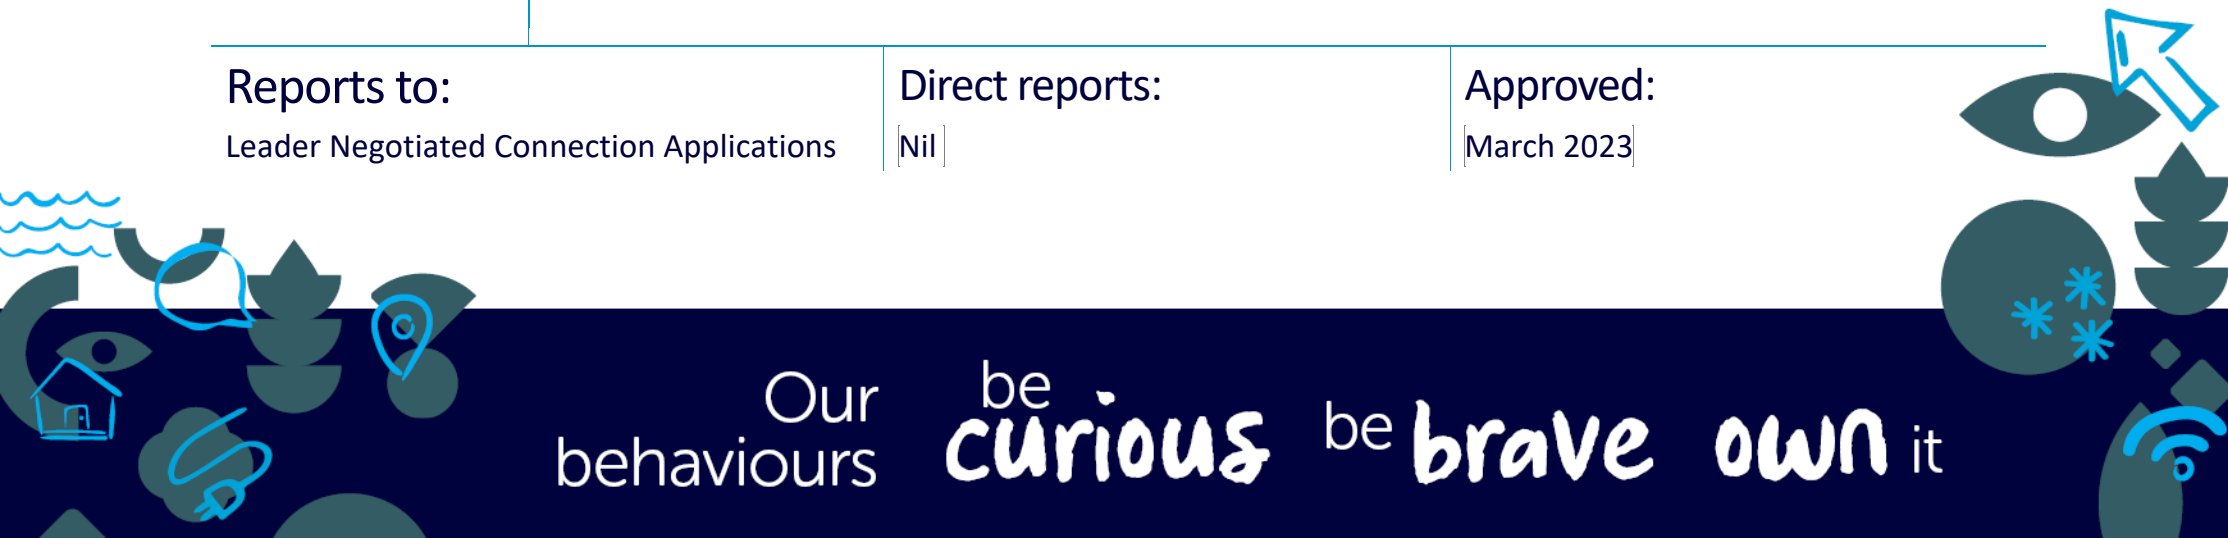 Reports to:
Leader Negotiated Connection Applications
Direct reports:
Nil
Approved:
March 2023
Our
behaviours
be
curious
be brave
own it